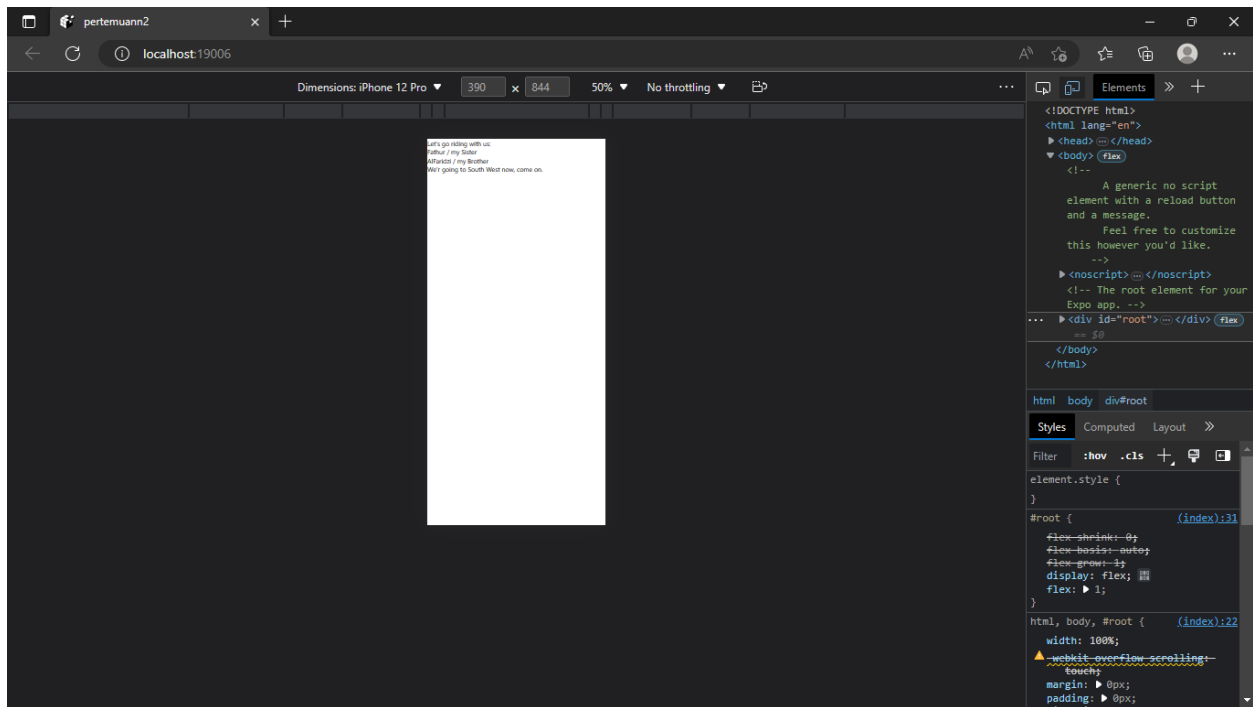 pertemuann2
localhost:19006
Dimensions: iPhone 12 Pro ▼ 390 x 844 50% ▼ No throttling ▼
Elements
Let's go riding with us:
Fathur / my Sister
AlFaridzi / my Brother
We'r going to South West now, come on.
<!DOCTYPE html>
<html lang="en">
▶ <head> ⋯ </head>
▼ <body> flex
<!--
A generic no script
element with a reload button
and a message.
Feel free to customize
this however you'd like.
-->
▶ <noscript> ⋯ </noscript>
<!-- The root element for your
Expo app. -->
⋯ ▶ <div id="root"> ⋯ </div> flex
== $0
</body>
</html>
html body div#root
Styles Computed Layout
Filter :hov .cls
element.style {
}
#root { (index):31
flex-shrink: 0;
flex-basis: auto;
flex-grow: 1;
display: flex;
flex: ▶ 1;
}
html, body, #root { (index):22
width: 100%;
-webkit-overflow-scrolling:
touch;
margin: ▶ 0px;
padding: ▶ 0px;